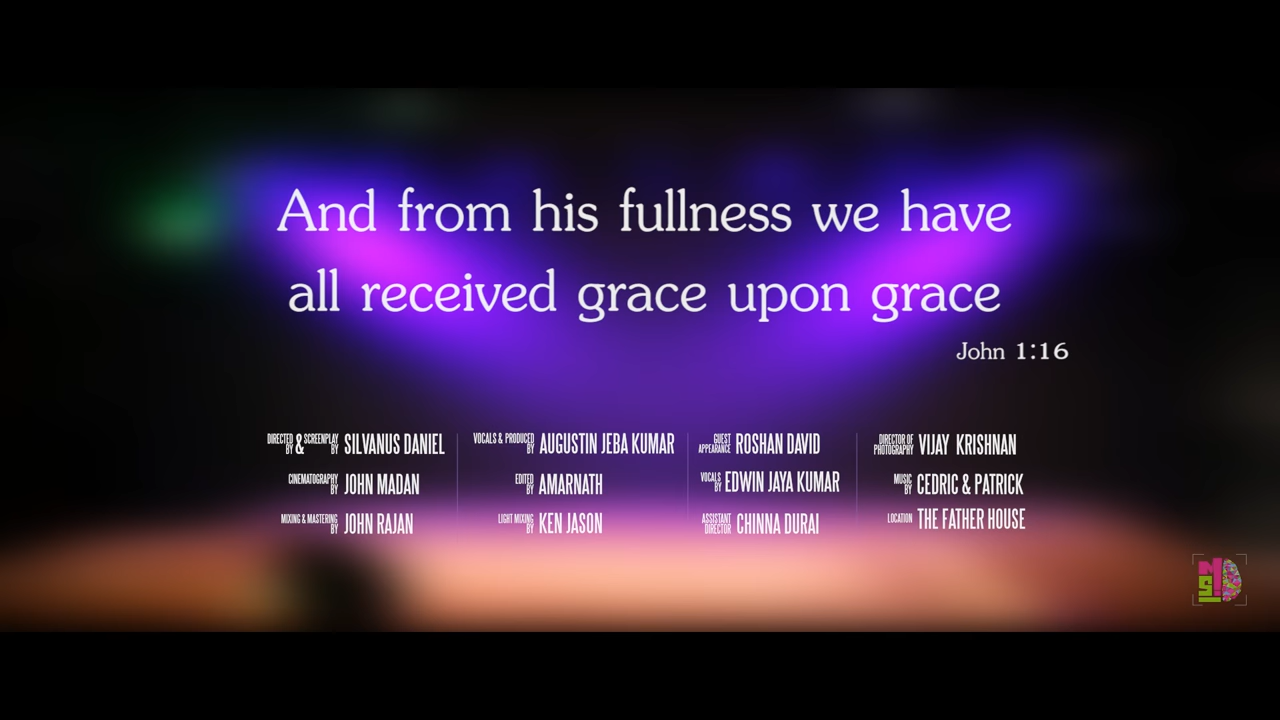 And from his fullness we have
all received grace upon grace
John 1:16
DIRECTED BY & SCREENPLAY BY SILVANUS DANIEL
CINEMATOGRAPHY BY JOHN MADAN
MIXING & MASTERING BY JOHN RAJAN
VOCALS & PRODUCED BY AUGUSTIN JEBA KUMAR
EDITED BY AMARNATH
LIGHT MIXING BY KEN JASON
GUEST APPEARANCE ROSHAN DAVID
VOCALS BY EDWIN JAYA KUMAR
ASSISTANT DIRECTOR CHINNA DURAI
DIRECTOR OF PHOTOGRAPHY VIJAY KRISHNAN
MUSIC BY CEDRIC & PATRICK
LOCATION THE FATHER HOUSE